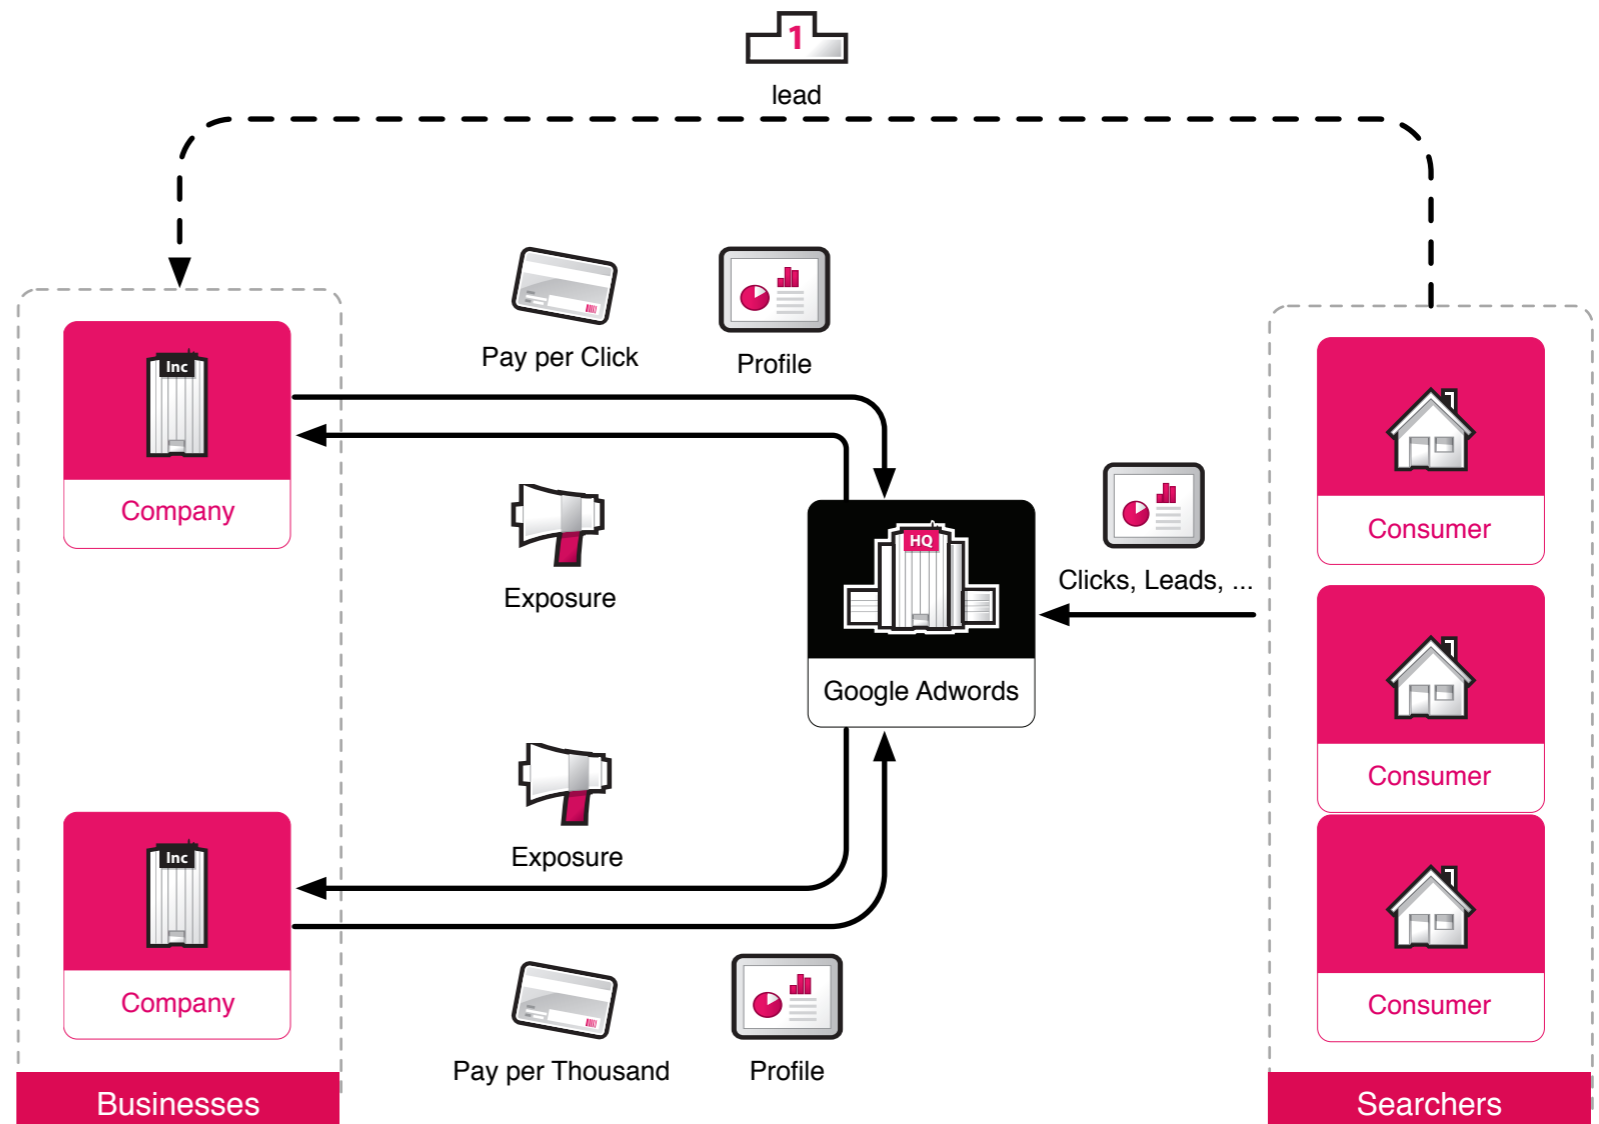 1
lead
Pay per Click
Profile
Inc
Company
Exposure
HQ
Google Adwords
Clicks, Leads, ...
Consumer
Consumer
Exposure
Inc
Company
Consumer
Pay per Thousand
Profile
Businesses
Searchers